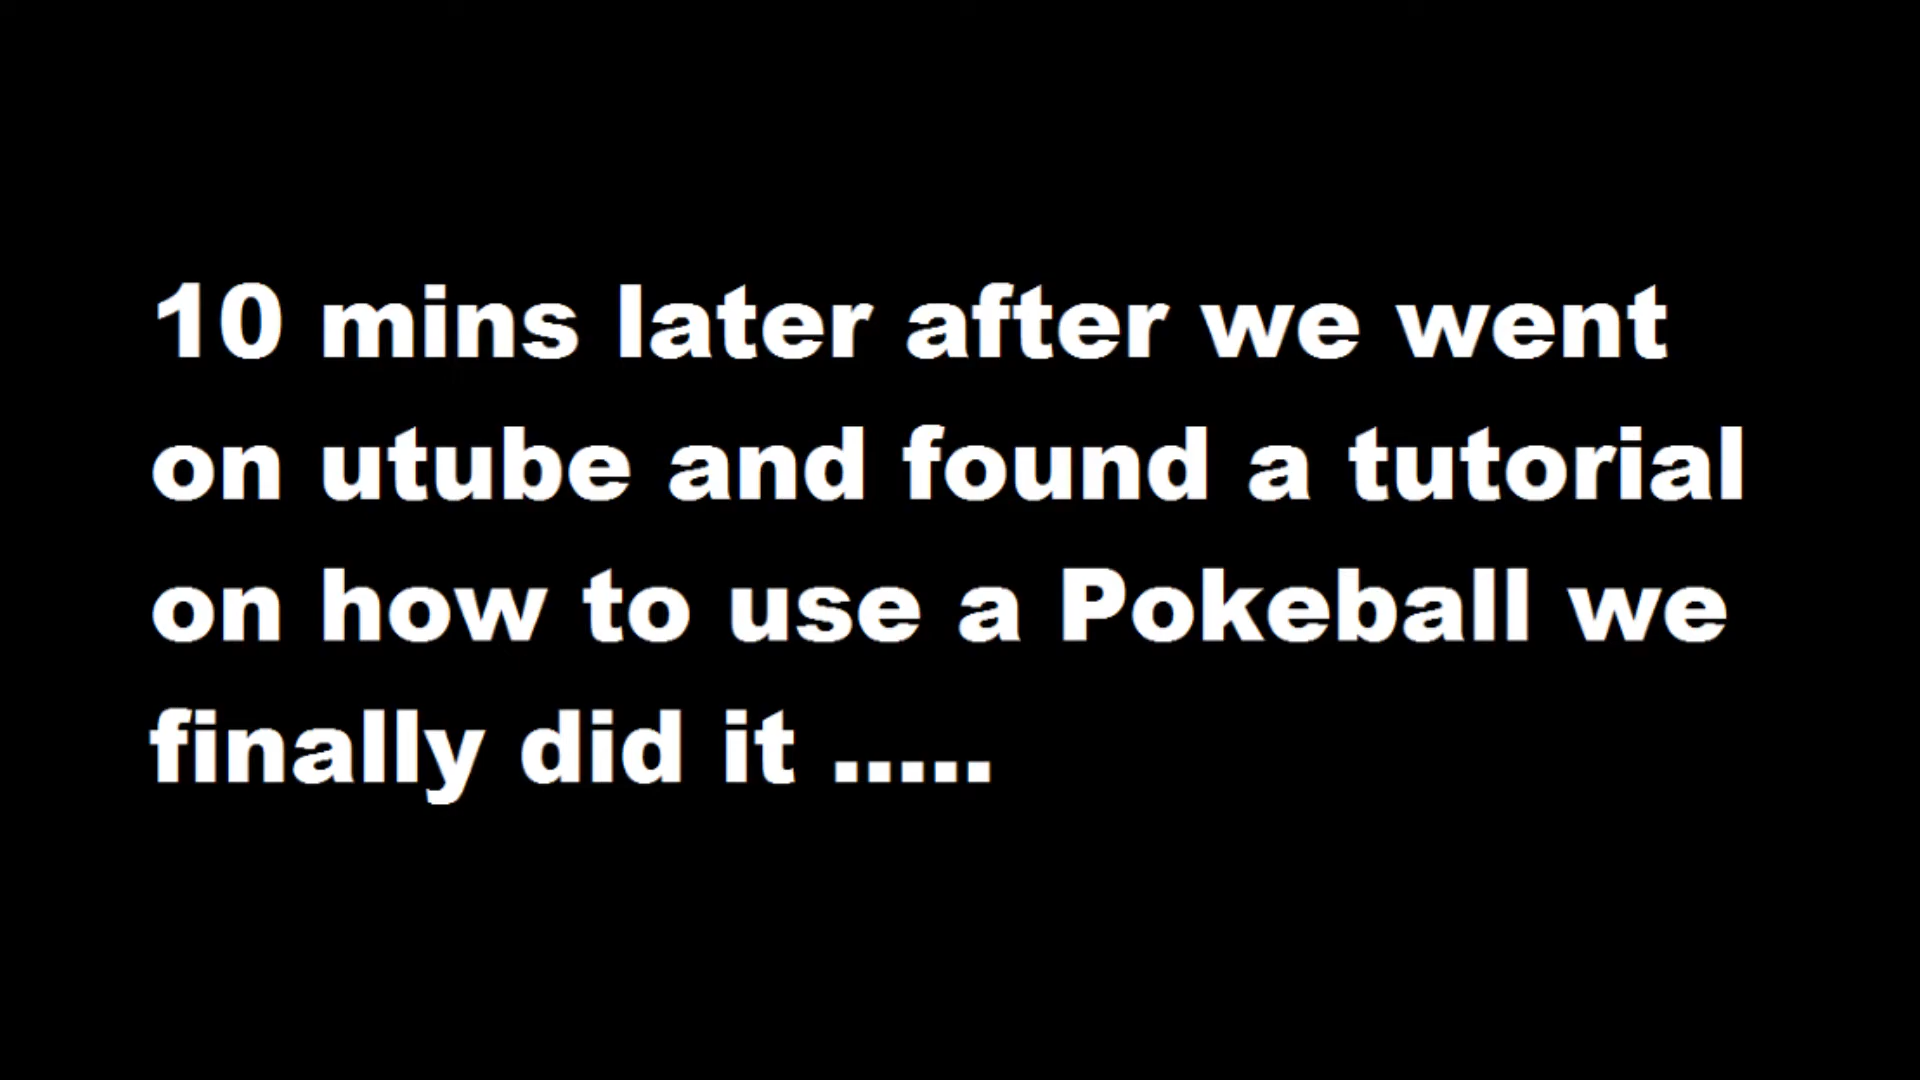 10 mins later after we went
on utube and found a tutorial
on how to use a Pokeball we
finally did it .....